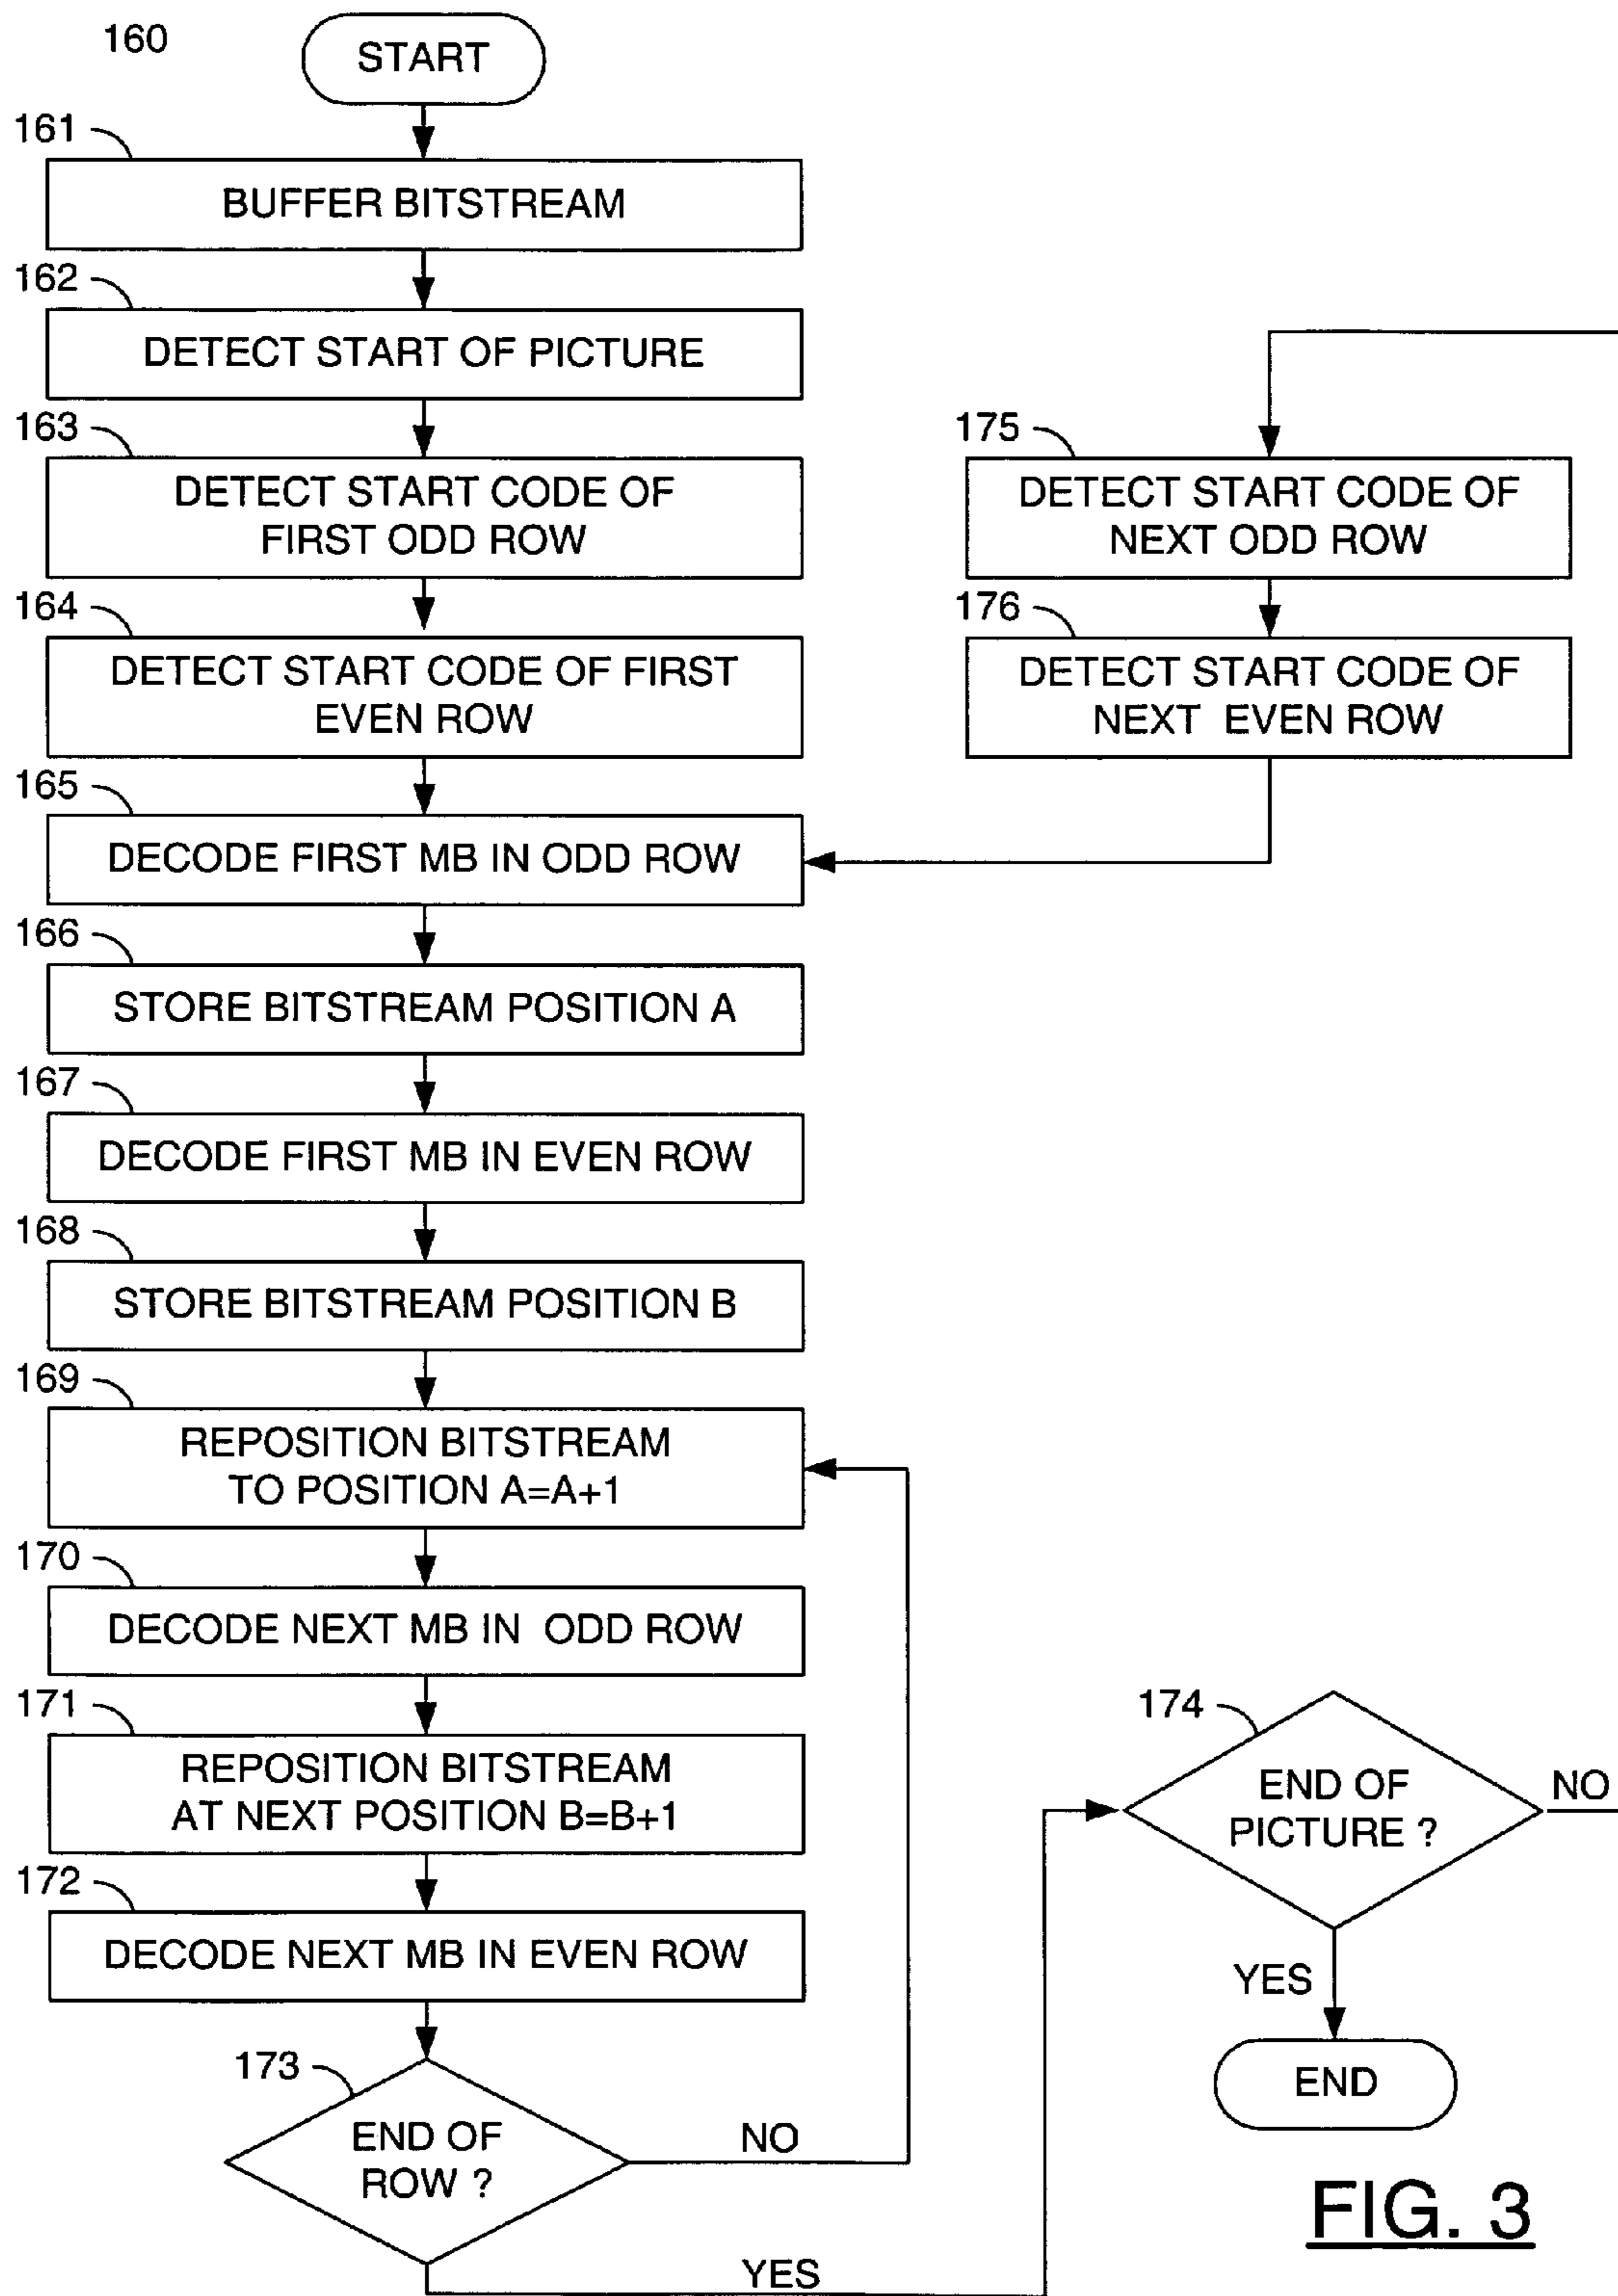 160
START
161
BUFFER BITSTREAM
162
DETECT START OF PICTURE
163
DETECT START CODE OF
FIRST ODD ROW
164
DETECT START CODE OF FIRST
EVEN ROW
165
DECODE FIRST MB IN ODD ROW
166
STORE BITSTREAM POSITION A
167
DECODE FIRST MB IN EVEN ROW
168
STORE BITSTREAM POSITION B
169
REPOSITION BITSTREAM
TO POSITION A=A+1
170
DECODE NEXT MB IN ODD ROW
171
REPOSITION BITSTREAM
AT NEXT POSITION B=B+1
172
DECODE NEXT MB IN EVEN ROW
173
END OF
ROW ?
NO
YES
174
END OF
PICTURE ?
NO
YES
END
175
DETECT START CODE OF
NEXT ODD ROW
176
DETECT START CODE OF
NEXT EVEN ROW
FIG. 3